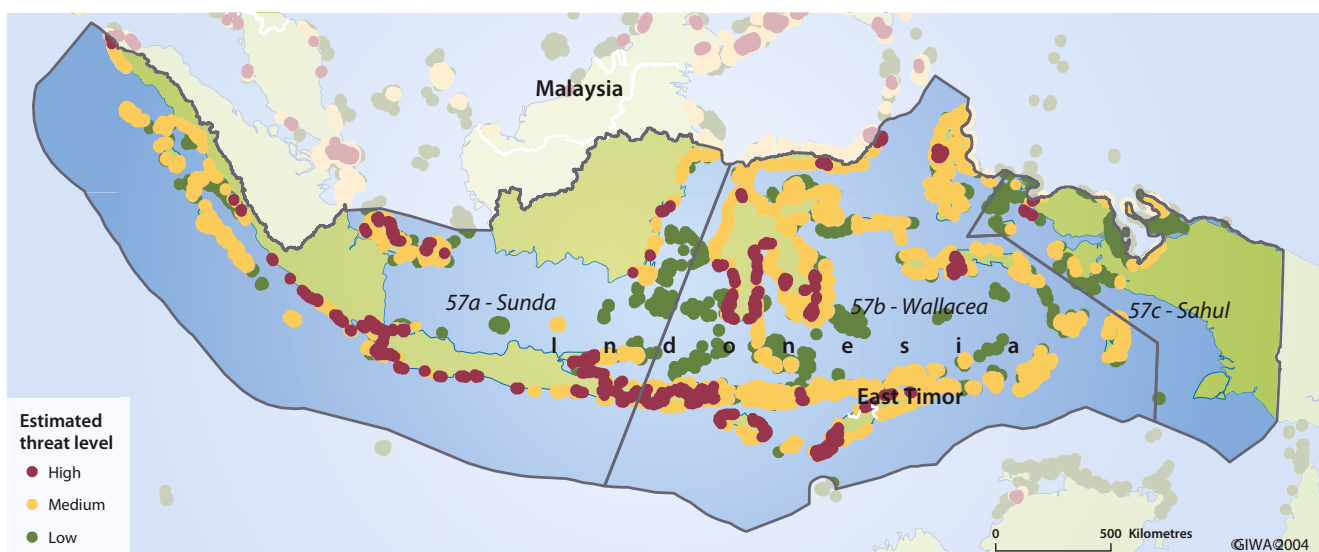 Malaysia
57a - Sunda
57b - Wallacea
57c - Sahul
I n d o n e s i a
East Timor
Estimated
threat level
High
Medium
Low
0 500 Kilometres
©GIWA 2004